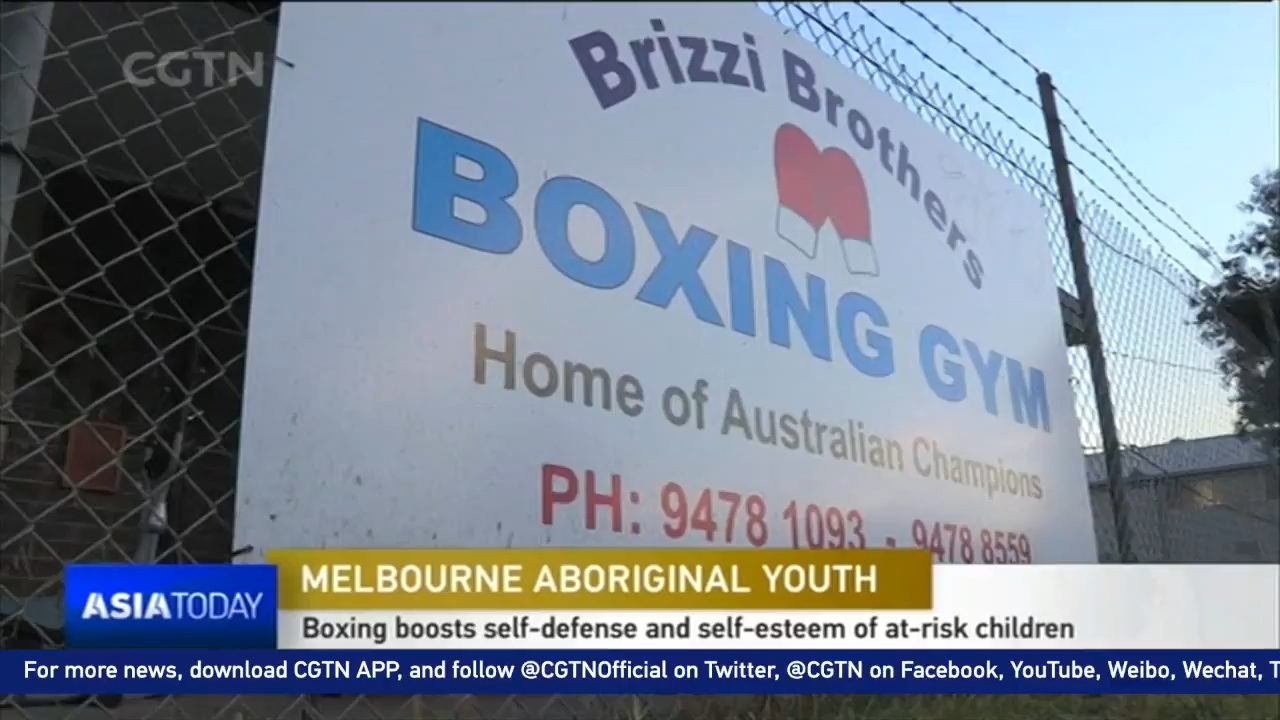 CGTN
Brizzi Brothers
BOXING GYM
Home of Australian Champions
PH: 9478 1093 - 9478 8559
MELBOURNE ABORIGINAL YOUTH
ASIATODAY
Boxing boosts self-defense and self-esteem of at-risk children
For more news, download CGTN APP, and follow @CGTNOfficial on Twitter, @CGTN on Facebook, YouTube, Weibo, Wechat, T